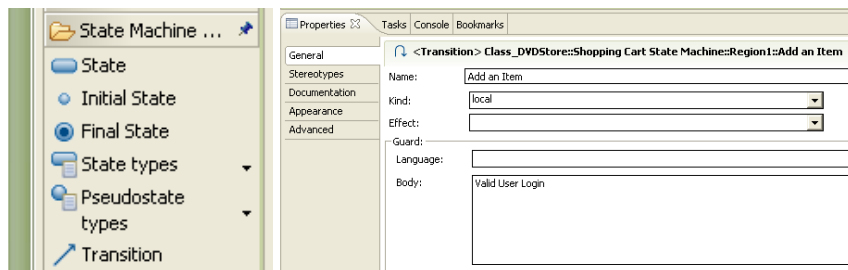 State Machine ...
State
Initial State
Final State
State types
Pseudostate
types
Transition
Properties
Tasks
Console
Bookmarks
General
Stereotypes
Documentation
Appearance
Advanced
<Transition> Class_DVDStore::Shopping Cart State Machine::Region1::Add an Item
Name: Add an Item
Kind: local
Effect:
Guard:
Language:
Body: Valid User Login